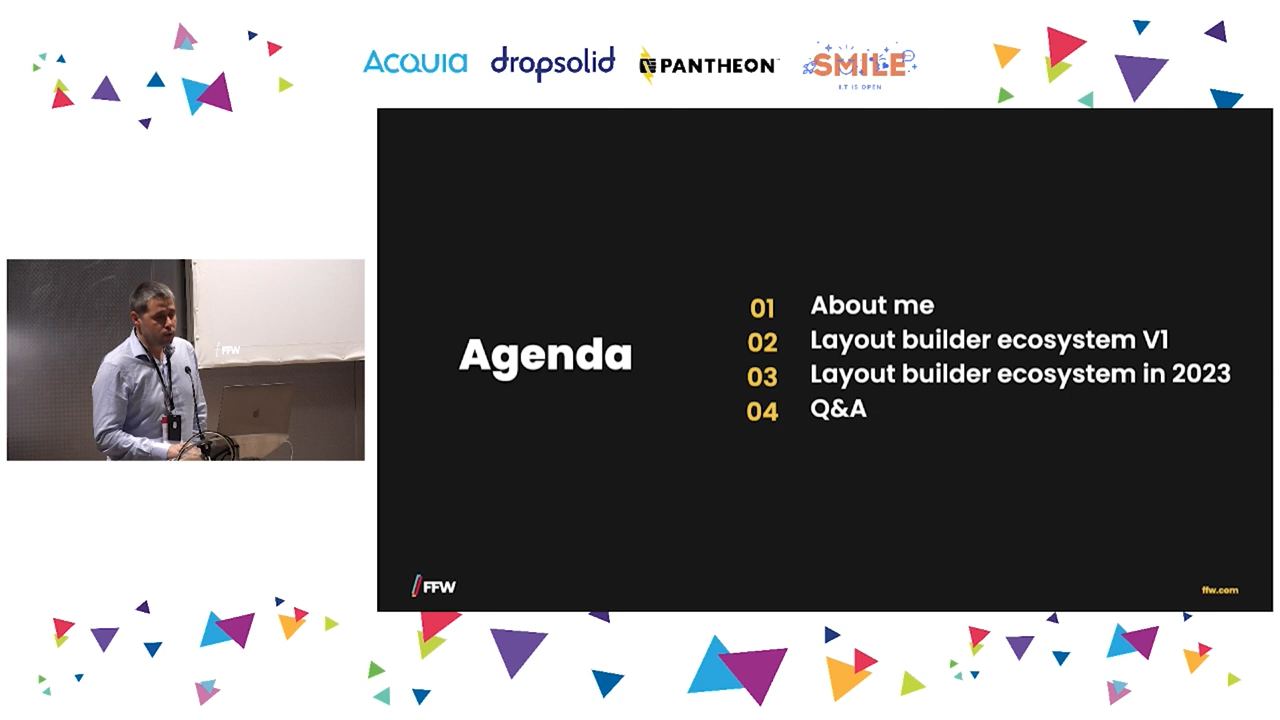 ACQUIA
dropsolid
PANTHEON
SMILE
I.T IS OPEN
FFW
Agenda
01 About me
02 Layout builder ecosystem V1
03 Layout builder ecosystem in 2023
04 Q&A
FFW
ffw.com